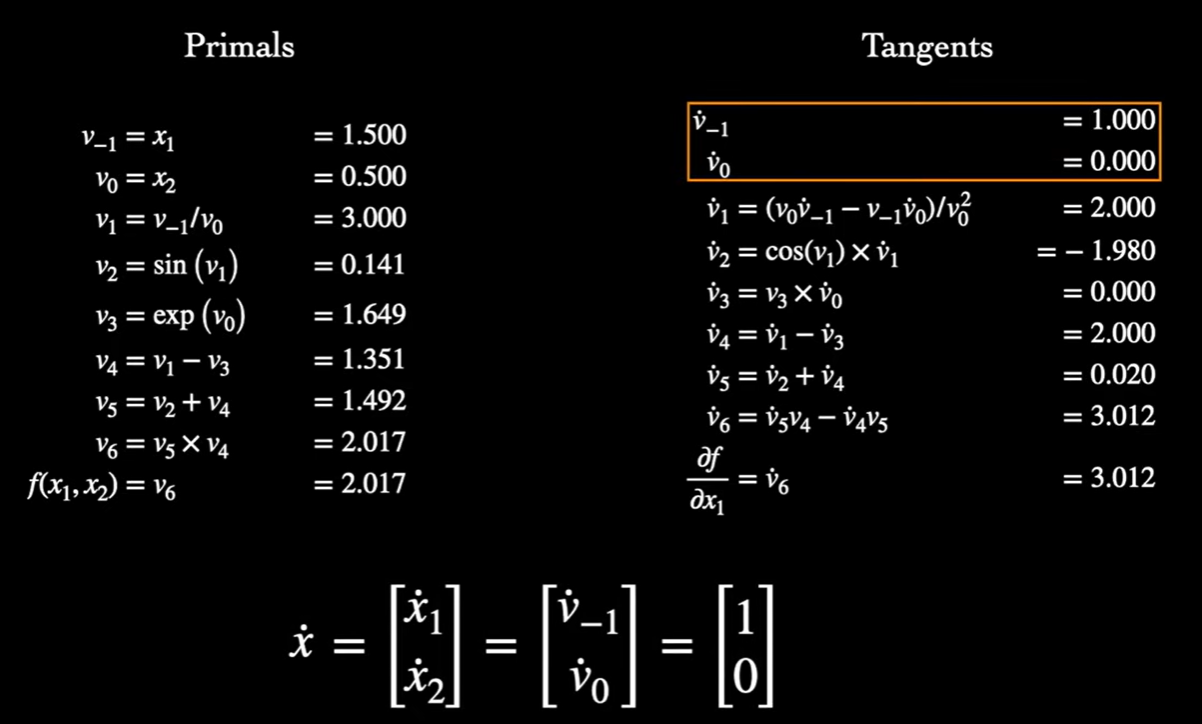 Primals
v₋₁ = x₁ = 1.500
v₀ = x₂ = 0.500
v₁ = v₋₁/v₀ = 3.000
v₂ = sin (v₁) = 0.141
v₃ = exp (v₀) = 1.649
v₄ = v₁ − v₃ = 1.351
v₅ = v₂ + v₄ = 1.492
v₆ = v₅ × v₄ = 2.017
f(x₁, x₂) = v₆ = 2.017
Tangents
v̇₋₁ = 1.000
v̇₀ = 0.000
v̇₁ = (v₀v̇₋₁ − v₋₁v̇₀)/v₀² = 2.000
v̇₂ = cos(v₁) × v̇₁ = − 1.980
v̇₃ = v₃ × v̇₀ = 0.000
v̇₄ = v̇₁ − v̇₃ = 2.000
v̇₅ = v̇₂ + v̇₄ = 0.020
v̇₆ = v̇₅v₄ − v̇₄v₅ = 3.012
∂f/∂x₁ = v̇₆ = 3.012
ẋ = [ẋ₁ ẋ₂] = [v̇₋₁ v̇₀] = [1 0]